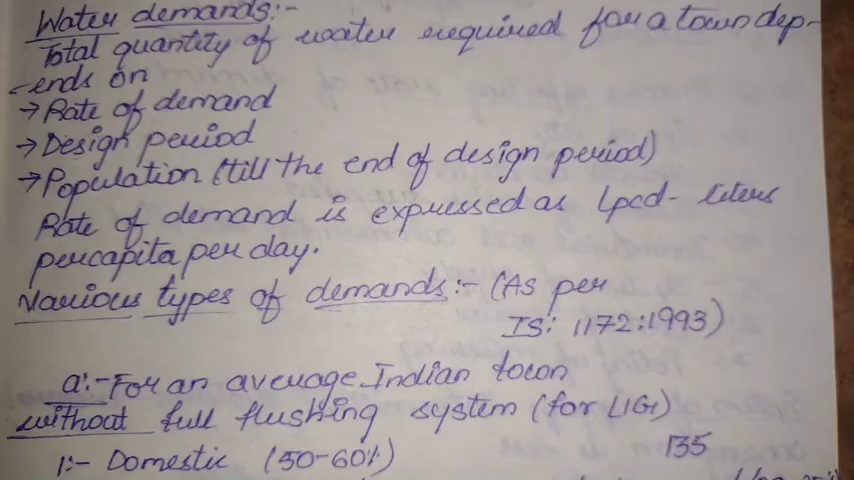 Water demands:-
Total quantity of water required for a town dep-
-ends on
→ Rate of demand
→ Design period
→ Population (till the end of design period)
Rate of demand is expressed as lpcd - liters
percapita per day.
Various types of demands:- (As per
IS: 1172:1993)
a:- For an average Indian town
without full flushing system (for LIG)
1:- Domestic (50-60%) 135